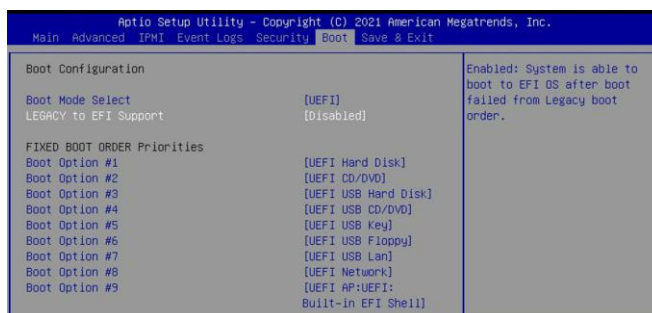 Aptio Setup Utility – Copyright (C) 2021 American Megatrends, Inc.
Main Advanced IPMI Event Logs Security Boot Save & Exit
Boot Configuration
Boot Mode Select [UEFI]
LEGACY to EFI Support [Disabled]
FIXED BOOT ORDER Priorities
Boot Option #1 [UEFI Hard Disk]
Boot Option #2 [UEFI CD/DVD]
Boot Option #3 [UEFI USB Hard Disk]
Boot Option #4 [UEFI USB CD/DVD]
Boot Option #5 [UEFI USB Key]
Boot Option #6 [UEFI USB Floppy]
Boot Option #7 [UEFI USB Lan]
Boot Option #8 [UEFI Network]
Boot Option #9 [UEFI AP:UEFI:
Built-in EFI Shell]
Enabled: System is able to
boot to EFI OS after boot
failed from Legacy boot
order.